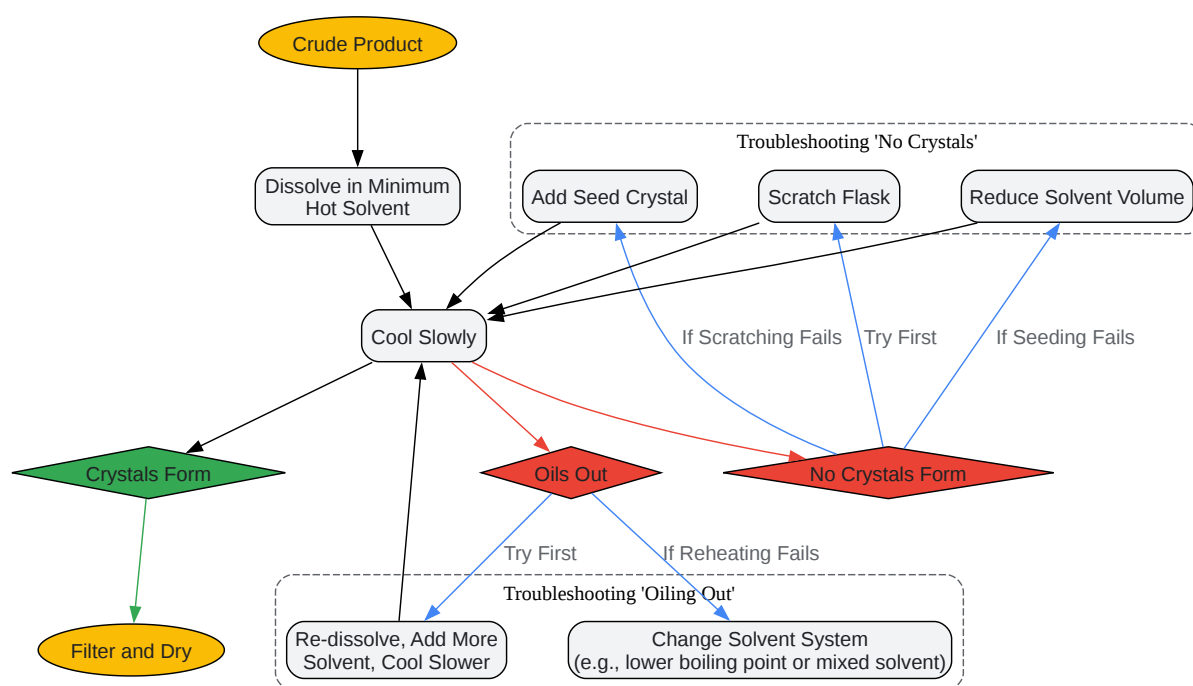 Crude Product
Troubleshooting 'No Crystals'
Dissolve in Minimum
Hot Solvent
Add Seed Crystal
Scratch Flask
Reduce Solvent Volume
Cool Slowly
If Scratching Fails
Try First
If Seeding Fails
Crystals Form
Oils Out
No Crystals Form
Try First
If Reheating Fails
Troubleshooting 'Oiling Out'
Filter and Dry
Re-dissolve, Add More
Solvent, Cool Slower
Change Solvent System
(e.g., lower boiling point or mixed solvent)